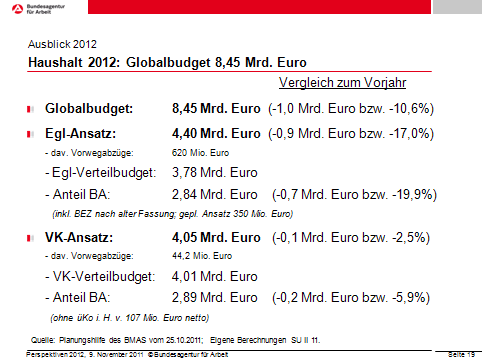 Bundesagentur
für Arbeit
Ausblick 2012
Haushalt 2012: Globalbudget 8,45 Mrd. Euro
Vergleich zum Vorjahr
Globalbudget: 8,45 Mrd. Euro (-1,0 Mrd. Euro bzw. -10,6%)
Egl-Ansatz: 4,40 Mrd. Euro (-0,9 Mrd. Euro bzw. -17,0%)
- dav. Vorwegabzüge: 620 Mio. Euro
- Egl-Verteilbudget: 3,78 Mrd. Euro
- Anteil BA: 2,84 Mrd. Euro (-0,7 Mrd. Euro bzw. -19,9%)
(inkl. BEZ nach alter Fassung; gepl. Ansatz 350 Mio. Euro)
VK-Ansatz: 4,05 Mrd. Euro (-0,1 Mrd. Euro bzw. -2,5%)
- dav. Vorwegabzüge: 44,2 Mio. Euro
- VK-Verteilbudget: 4,01 Mrd. Euro
- Anteil BA: 2,89 Mrd. Euro (-0,2 Mrd. Euro bzw. -5,9%)
(ohne üKo i. H. v. 107 Mio. Euro netto)
Quelle: Planungshilfe des BMAS vom 25.10.2011; Eigene Berechnungen SU II 11.
Perspektiven 2012, 9. November 2011 ©Bundesagentur für Arbeit Seite 19